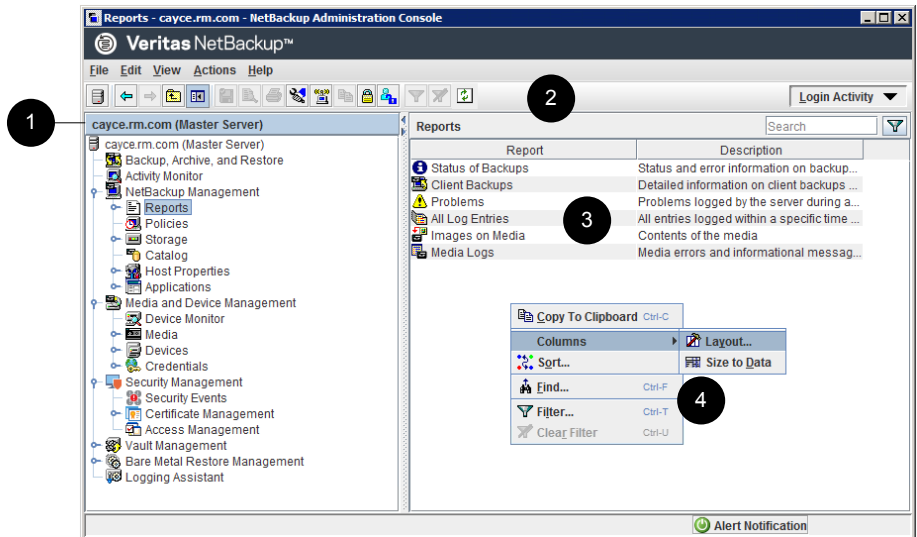 Reports - cayce.rm.com - NetBackup Administration Console
Veritas NetBackup™
File Edit View Actions Help
2
Login Activity
1
cayce.rm.com (Master Server)
Reports
Search
Report Description
cayce.rm.com (Master Server)
Backup, Archive, and Restore
Activity Monitor
NetBackup Management
Reports
Policies
Storage
Catalog
Host Properties
Applications
Media and Device Management
Device Monitor
Media
Devices
Credentials
Security Management
Security Events
Certificate Management
Access Management
Vault Management
Bare Metal Restore Management
Logging Assistant
Status of Backups Status and error information on backup...
Client Backups Detailed information on client backups ...
Problems Problems logged by the server during a...
All Log Entries All entries logged within a specific time ...
Images on Media Contents of the media
Media Logs Media errors and informational messag...
3
Copy To Clipboard Ctrl-C
Columns
Layout...
Size to Data
Sort...
Find... Ctrl-F
Filter... Ctrl-T
Clear Filter Ctrl-U
4
Alert Notification